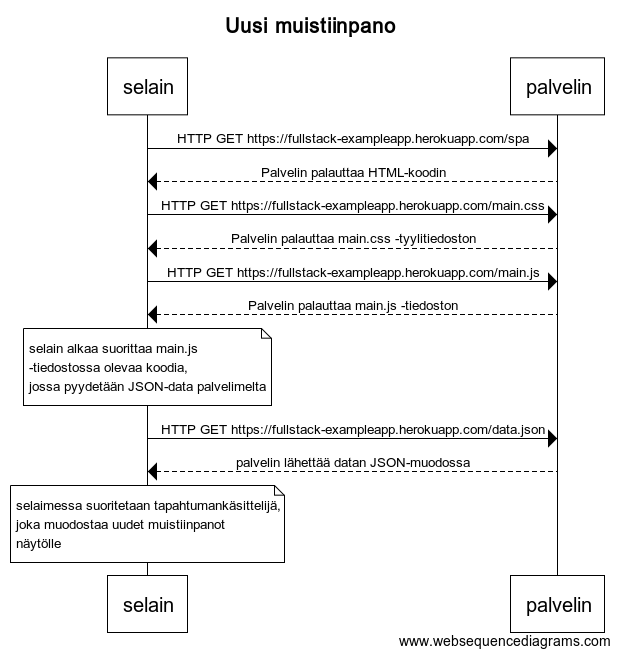 Uusi muistiinpano
selain
palvelin
HTTP GET https://fullstack-exampleapp.herokuapp.com/spa
Palvelin palauttaa HTML-koodin
HTTP GET https://fullstack-exampleapp.herokuapp.com/main.css
Palvelin palauttaa main.css -tyylitiedoston
HTTP GET https://fullstack-exampleapp.herokuapp.com/main.js
Palvelin palauttaa main.js -tiedoston
selain alkaa suorittaa main.js
-tiedostossa olevaa koodia,
jossa pyydetään JSON-data palvelimelta
HTTP GET https://fullstack-exampleapp.herokuapp.com/data.json
palvelin lähettää datan JSON-muodossa
selaimessa suoritetaan tapahtumankäsittelijä,
joka muodostaa uudet muistiinpanot
näytölle
selain
palvelin
www.websequencediagrams.com